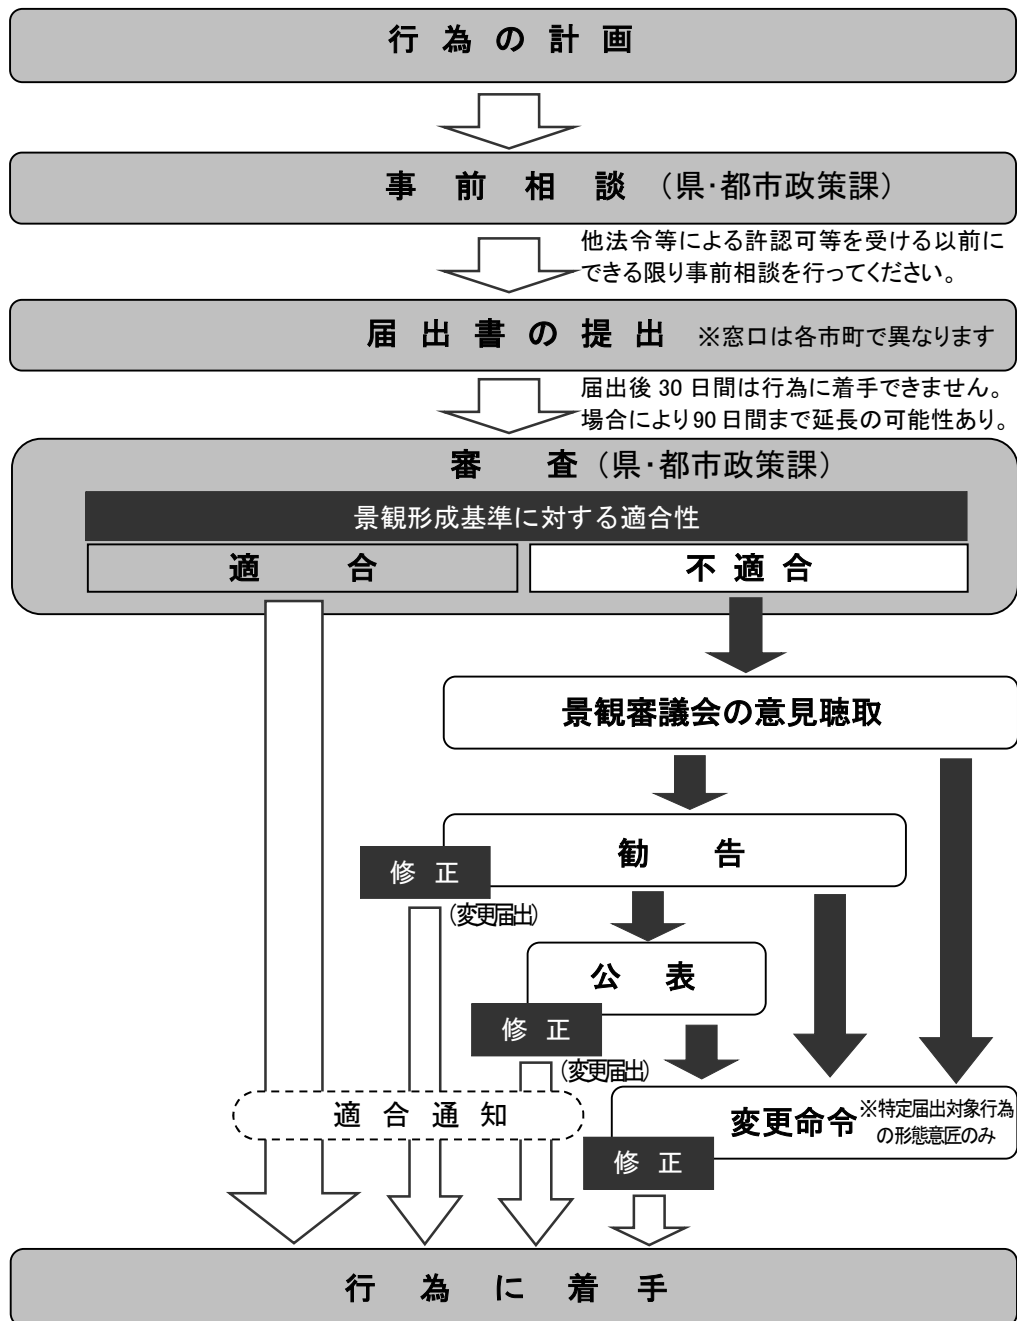 行為の計画
事前相談（県・都市政策課）
他法令等による許認可等を受ける以前に
できる限り事前相談を行ってください。
届出書の提出 ※窓口は各市町で異なります
届出後 30 日間は行為に着手できません。
場合により90日間まで延長の可能性あり。
審査（県・都市政策課）
景観形成基準に対する適合性
適合
不適合
景観審議会の意見聴取
勧告
修正
（変更届出）
公表
修正
（変更届出）
適合通知
変更命令
※特定届出対象行為
の形態意匠のみ
修正
行為に着手